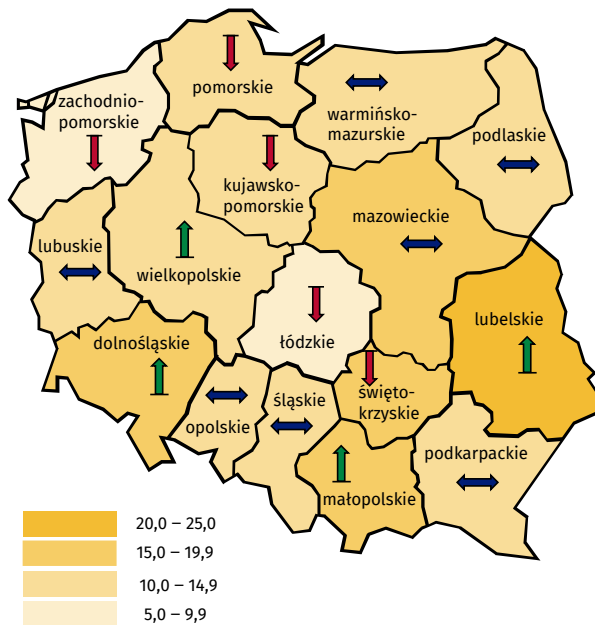 pomorskie
zachodnio-
pomorskie
warmińsko-
mazurskie
podlaskie
kujawsko-
pomorskie
mazowieckie
lubuskie
wielkopolskie
lubelskie
dolnośląskie
łódzkie
opolskie
śląskie
święto-
krzyskie
podkarpackie
małopolskie
20,0 – 25,0
15,0 – 19,9
10,0 – 14,9
5,0 – 9,9